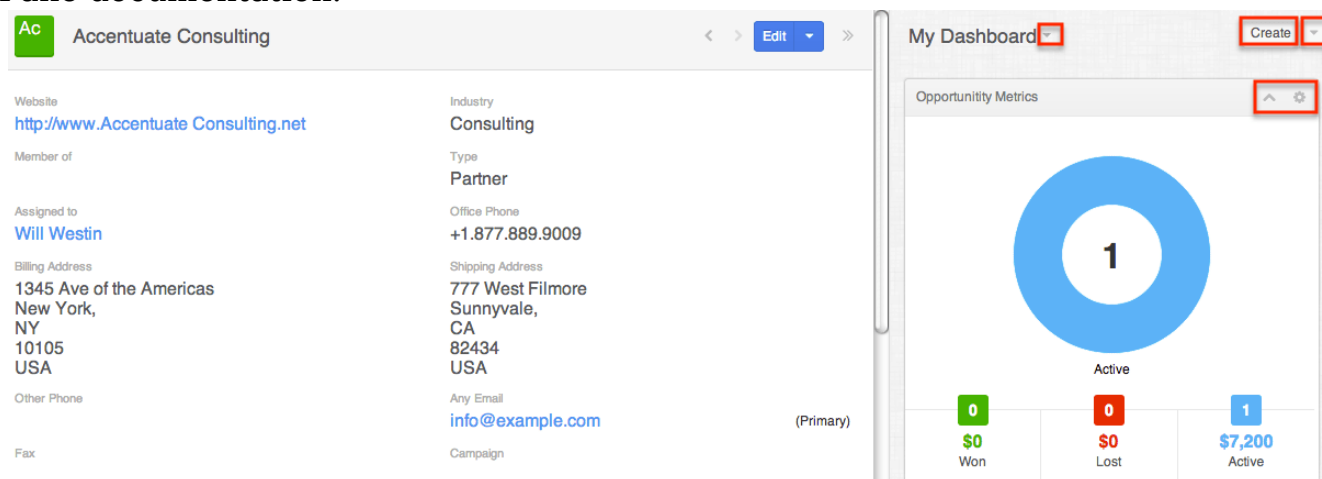 Ac
Accentuate Consulting
Edit
Website
http://www.Accentuate Consulting.net
Industry
Consulting
Member of
Type
Partner
Assigned to
Will Westin
Office Phone
+1.877.889.9009
Billing Address
1345 Ave of the Americas
New York,
NY
10105
USA
Shipping Address
777 West Filmore
Sunnyvale,
CA
82434
USA
Other Phone
Any Email
info@example.com (Primary)
Fax
Campaign
My Dashboard
Create
Opportunitity Metrics
1
Active
0
$0
Won
0
$0
Lost
1
$7,200
Active